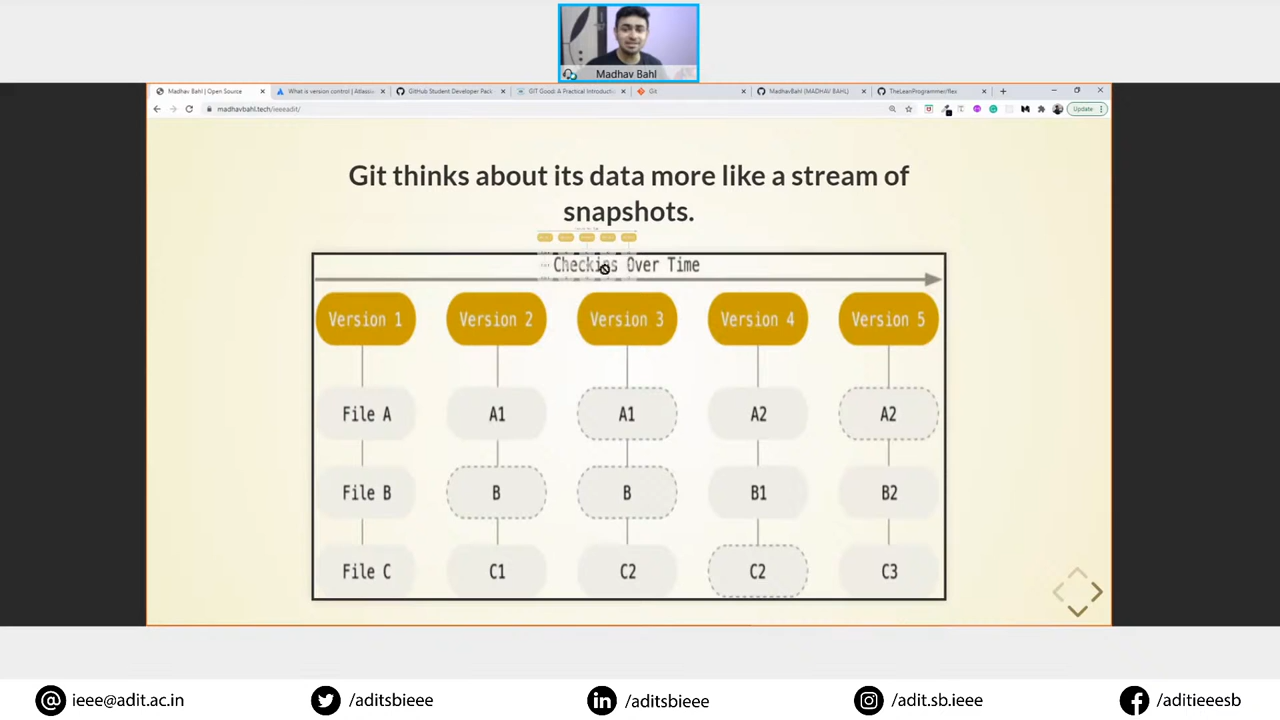 Madhav Bahl
Madhav Bahl | Open Source
What is version control | Atlassi
GitHub Student Developer Pack
GIT Good: A Practical Introducti
Git
MadhavBahl (MADHAV BAHL)
TheLeanProgrammer/flex
madhavbahl.tech/ieeeadit/
Update
Git thinks about its data more like a stream of
snapshots.
Checkins Over Time
Version 1 Version 2 Version 3 Version 4 Version 5
File A A1 A1 A2 A2
File B B B B1 B2
File C C1 C2 C2 C3
ieee@adit.ac.in /aditsbieee /aditsbieee /adit.sb.ieee /aditieeesb